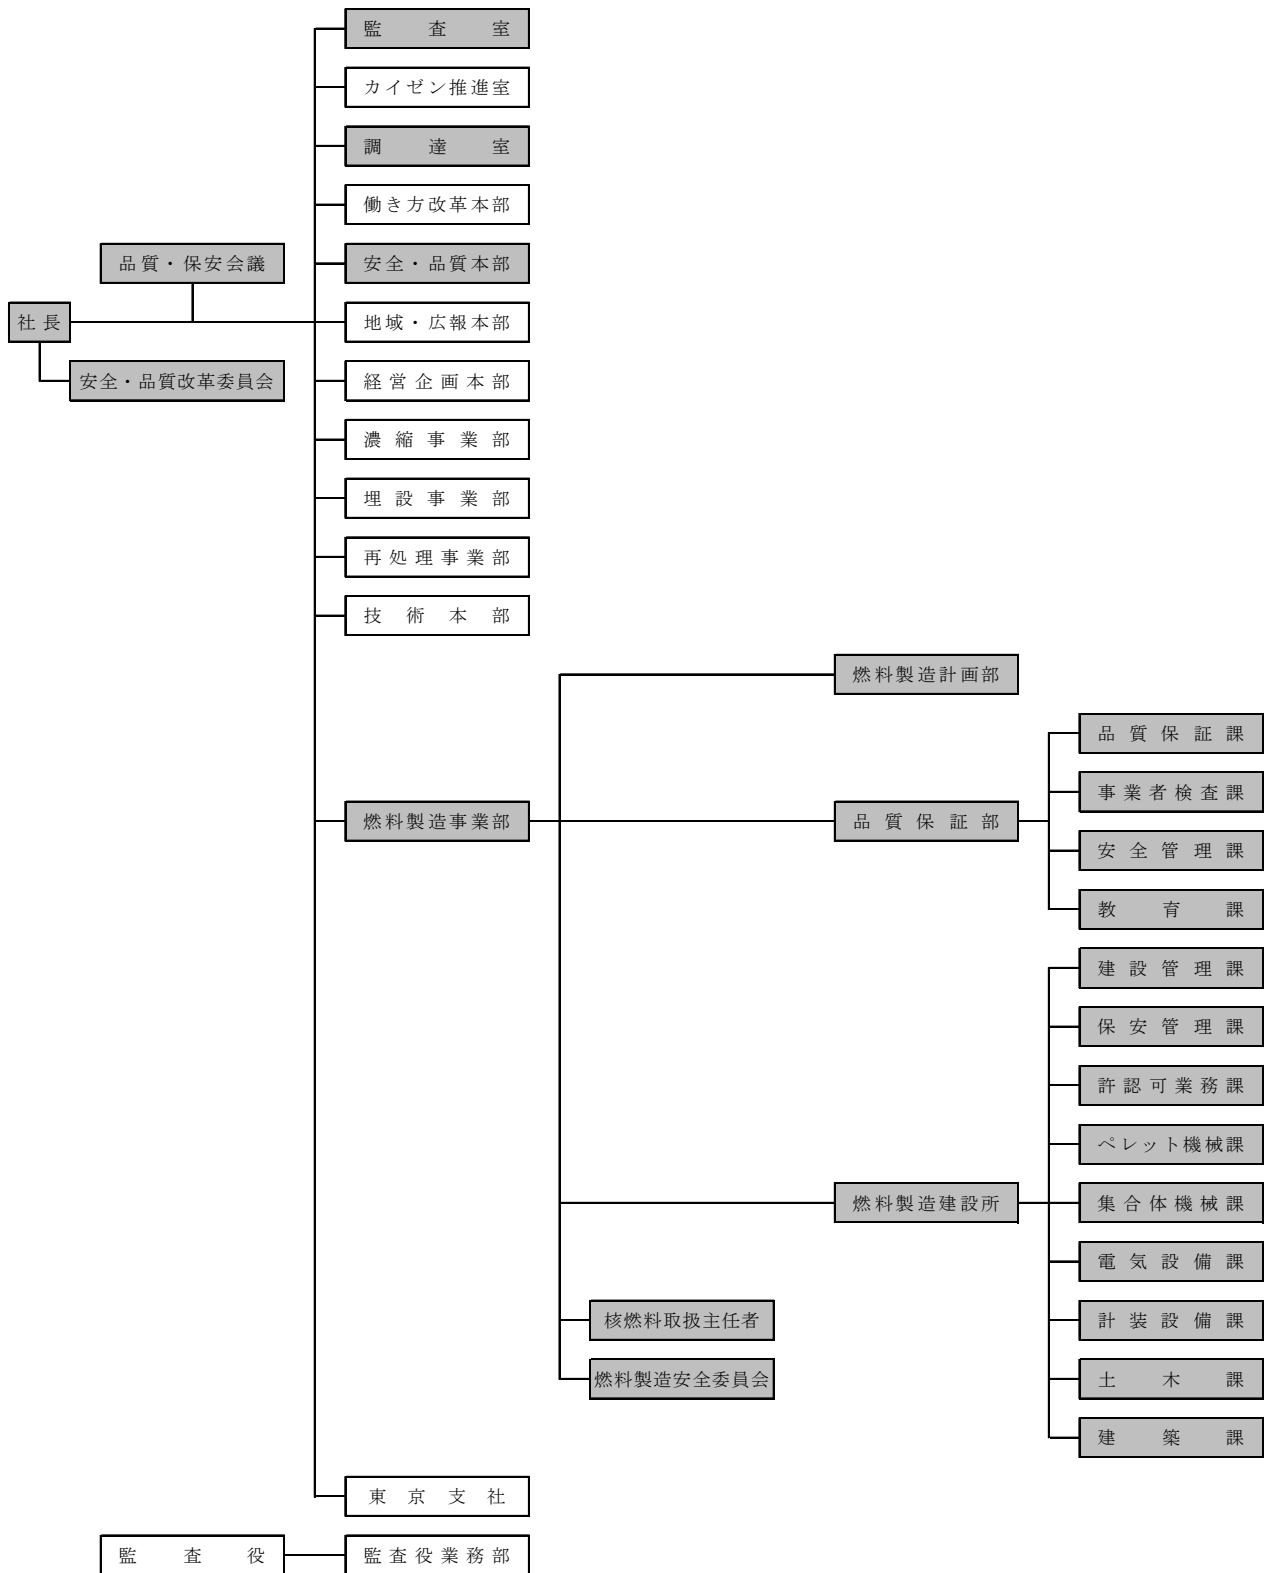 監査室
カイゼン推進室
調達室
働き方改革本部
品質・保安会議
安全・品質本部
社長
地域・広報本部
安全・品質改革委員会
経営企画本部
濃縮事業部
埋設事業部
再処理事業部
技術本部
燃料製造計画部
品質保証課
事業者検査課
燃料製造事業部
品質保証部
安全管理課
教育課
建設管理課
保安管理課
許認可業務課
ペレット機械課
燃料製造建設所
集合体機械課
電気設備課
核燃料取扱主任者
計装設備課
燃料製造安全委員会
土木課
建築課
東京支社
監査役
監査役業務部